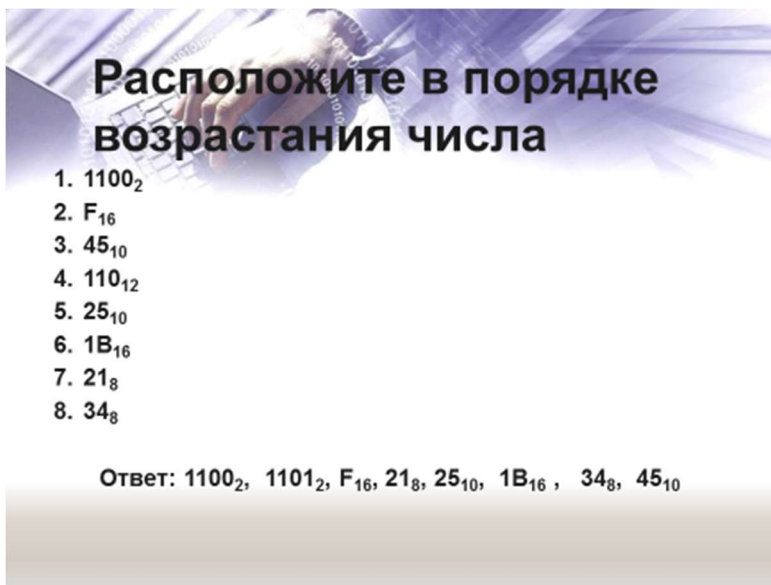 Расположите в порядке
возрастания числа
1. 1100₂
2. F₁₆
3. 45₁₀
4. 110₁₂
5. 25₁₀
6. 1B₁₆
7. 21₈
8. 34₈
Ответ: 1100₂, 1101₂, F₁₆, 21₈, 25₁₀, 1B₁₆ , 34₈, 45₁₀